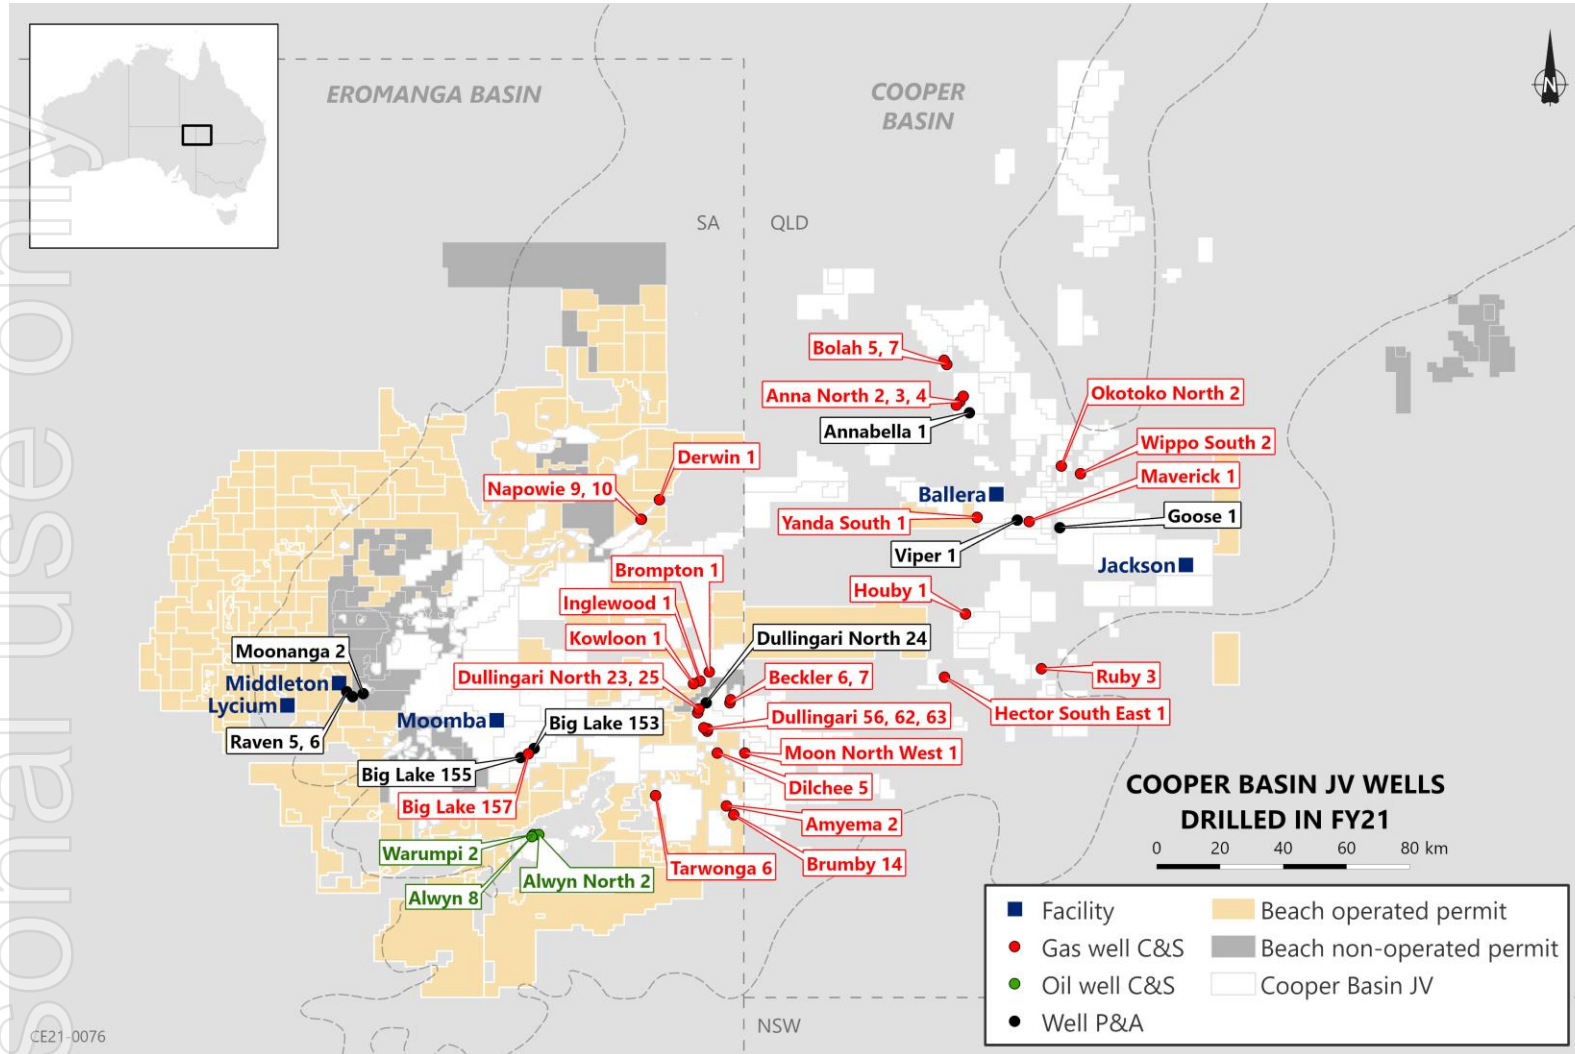 EROMANGA BASIN
COOPER
BASIN
N
SA
QLD
Bolah 5, 7
Anna North 2, 3, 4
Annabella 1
Okotoko North 2
Wippo South 2
Maverick 1
Derwin 1
Napowie 9, 10
Ballera
Yanda South 1
Goose 1
Viper 1
Jackson
Brompton 1
Houby 1
Inglewood 1
Kowloon 1
Dullingari North 24
Moonanga 2
Dullingari North 23, 25
Beckler 6, 7
Ruby 3
Middleton
Lycium
Moomba
Big Lake 153
Dullingari 56, 62, 63
Hector South East 1
Raven 5, 6
Big Lake 155
Moon North West 1
Dilchee 5
Big Lake 157
Amyema 2
Warumpi 2
Alwyn North 2
Tarwonga 6
Brumby 14
Alwyn 8
COOPER BASIN JV WELLS
DRILLED IN FY21
0 20 40 60 80 km
Facility
Gas well C&S
Oil well C&S
Well P&A
Beach operated permit
Beach non-operated permit
Cooper Basin JV
NSW
CE21-0076
sonal use only